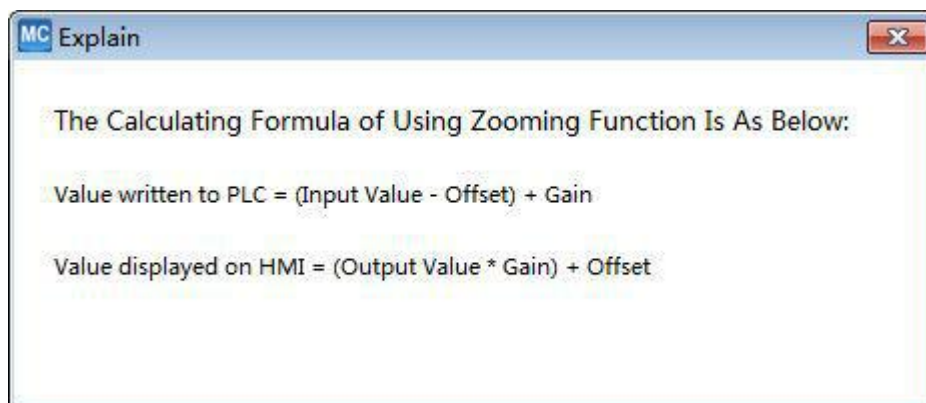 MC Explain
The Calculating Formula of Using Zooming Function Is As Below:
Value written to PLC = (Input Value - Offset) + Gain
Value displayed on HMI = (Output Value * Gain) + Offset